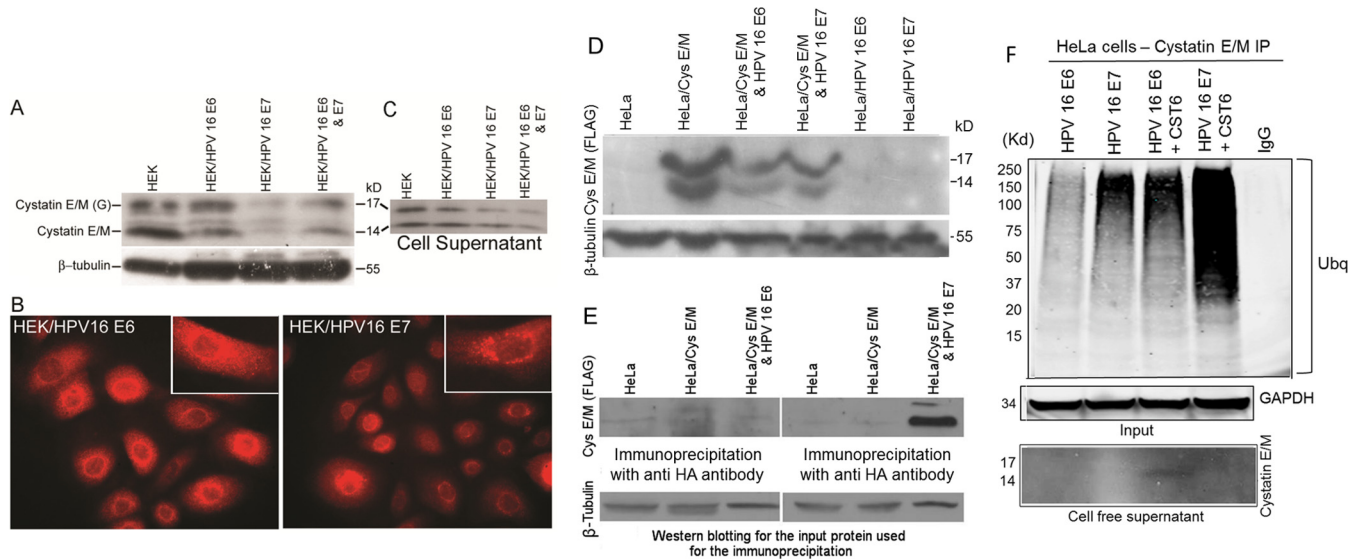 A
HEK
HEK/HPV 16 E6
HEK/HPV 16 E7
HEK/HPV 16 E6
& E7
kD
Cystatin E/M (G)
17
Cystatin E/M
14
β–tubulin
55
C
HEK
HEK/HPV 16 E6
HEK/HPV 16 E7
HEK/HPV 16 E6
& E7
Cell Supernatant
B
HEK/HPV16 E6
HEK/HPV16 E7
D
HeLa
HeLa/Cys E/M
HeLa/Cys E/M
& HPV 16 E6
HeLa/Cys E/M
& HPV 16 E7
HeLa/HPV 16 E6
HeLa/HPV 16 E7
kD
Cys E/M (FLAG)
-17
-14
β-tubulin
-55
E
HeLa
HeLa/Cys E/M
HeLa/Cys E/M
& HPV 16 E6
HeLa
HeLa/Cys E/M
HeLa/Cys E/M
& HPV 16 E7
Cys E/M (FLAG)
Immunoprecipitation
with anti HA antibody
Immunoprecipitation
with anti HA antibody
β-Tubulin
Western blotting for the input protein used
for the immunoprecipitation
F
HeLa cells – Cystatin E/M IP
HPV 16 E6
HPV 16 E7
HPV 16 E6
+ CST6
HPV 16 E7
+ CST6
IgG
(Kd)
250
150
100
75
50
37
20
15
Ubq
34
GAPDH
Input
17
14
Cystatin E/M
Cell free supernatant